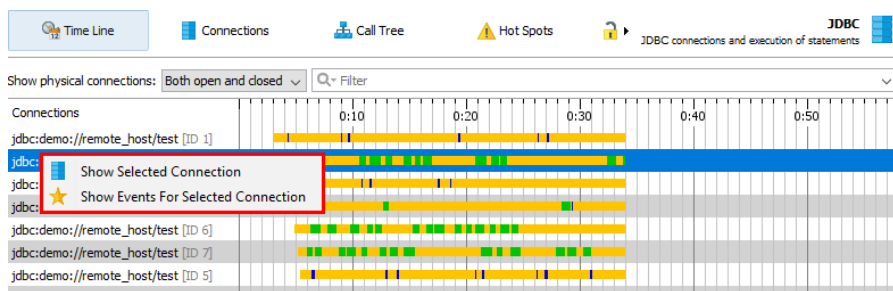 Time Line Connections Call Tree Hot Spots JDBC
JDBC connections and execution of statements
Show physical connections: Both open and closed Filter
Connections 0:10 0:20 0:30 0:40 0:50
jdbc:demo://remote_host/test [ID 1]
jdbc:
Show Selected Connection
jdbc:
Show Events For Selected Connection
jdbc:
jdbc:demo://remote_host/test [ID 6]
jdbc:demo://remote_host/test [ID 7]
jdbc:demo://remote_host/test [ID 5]